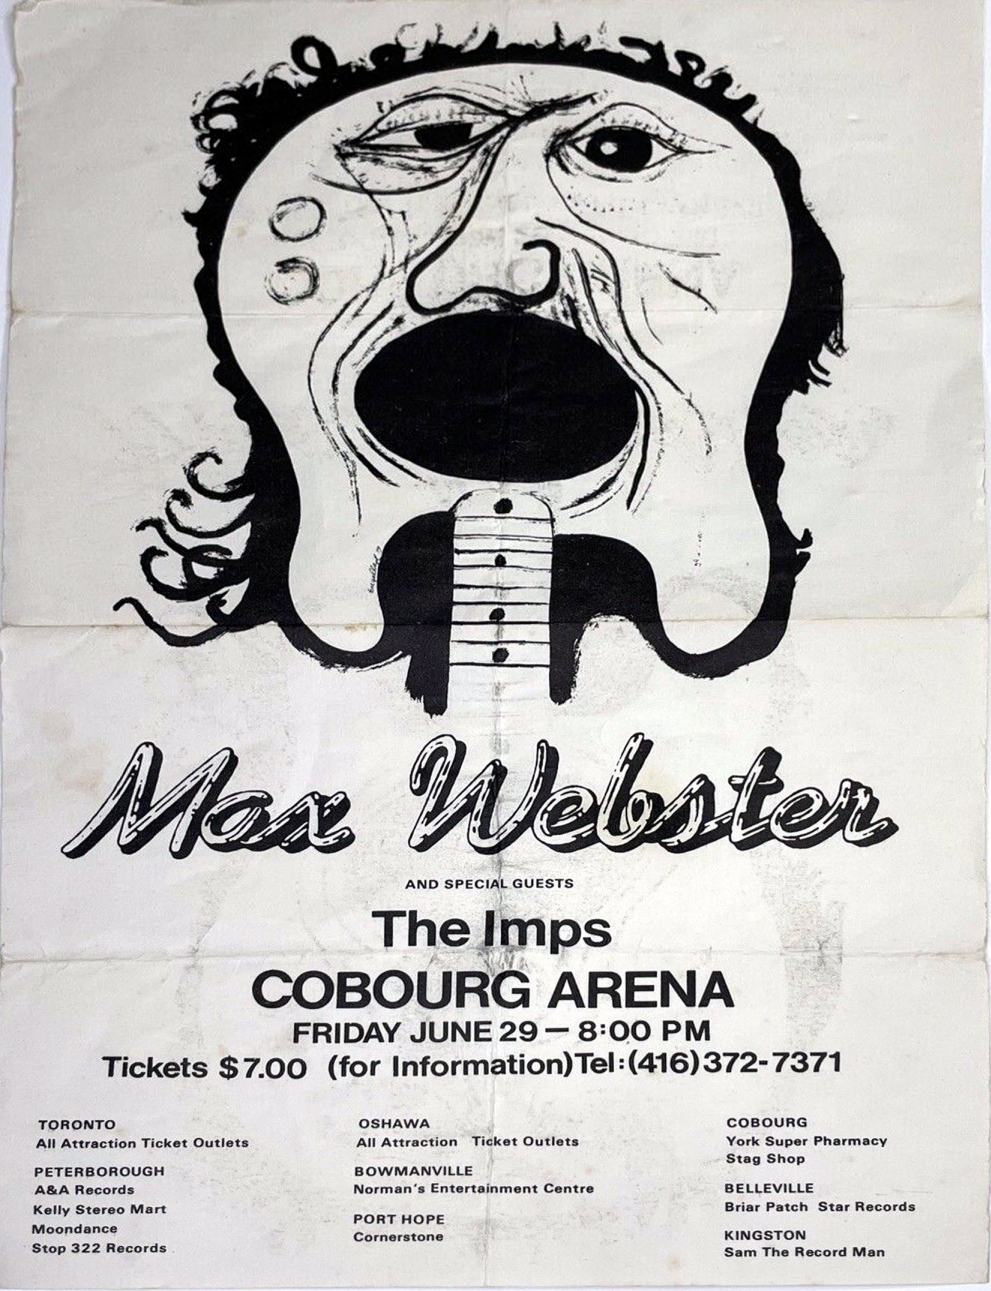 Max Webster
AND SPECIAL GUESTS
The Imps
COBOURG ARENA
FRIDAY JUNE 29 — 8:00 PM
Tickets $7.00 (for Information) Tel: (416) 372-7371
TORONTO
All Attraction Ticket Outlets
PETERBOROUGH
A&A Records
Kelly Stereo Mart
Moondance
Stop 322 Records
OSHAWA
All Attraction Ticket Outlets
BOWMANVILLE
Norman's Entertainment Centre
PORT HOPE
Cornerstone
COBOURG
York Super Pharmacy
Stag Shop
BELLEVILLE
Briar Patch Star Records
KINGSTON
Sam The Record Man